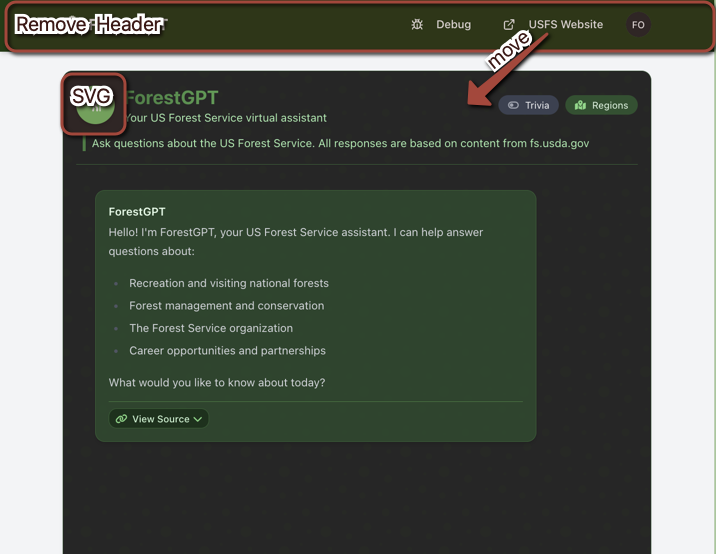 Remove Header
Debug
USFS Website
FO
move
SVG
ForestGPT
Your US Forest Service virtual assistant
Trivia
Regions
Ask questions about the US Forest Service. All responses are based on content from fs.usda.gov
ForestGPT
Hello! I'm ForestGPT, your US Forest Service assistant. I can help answer
questions about:
Recreation and visiting national forests
Forest management and conservation
The Forest Service organization
Career opportunities and partnerships
What would you like to know about today?
View Source